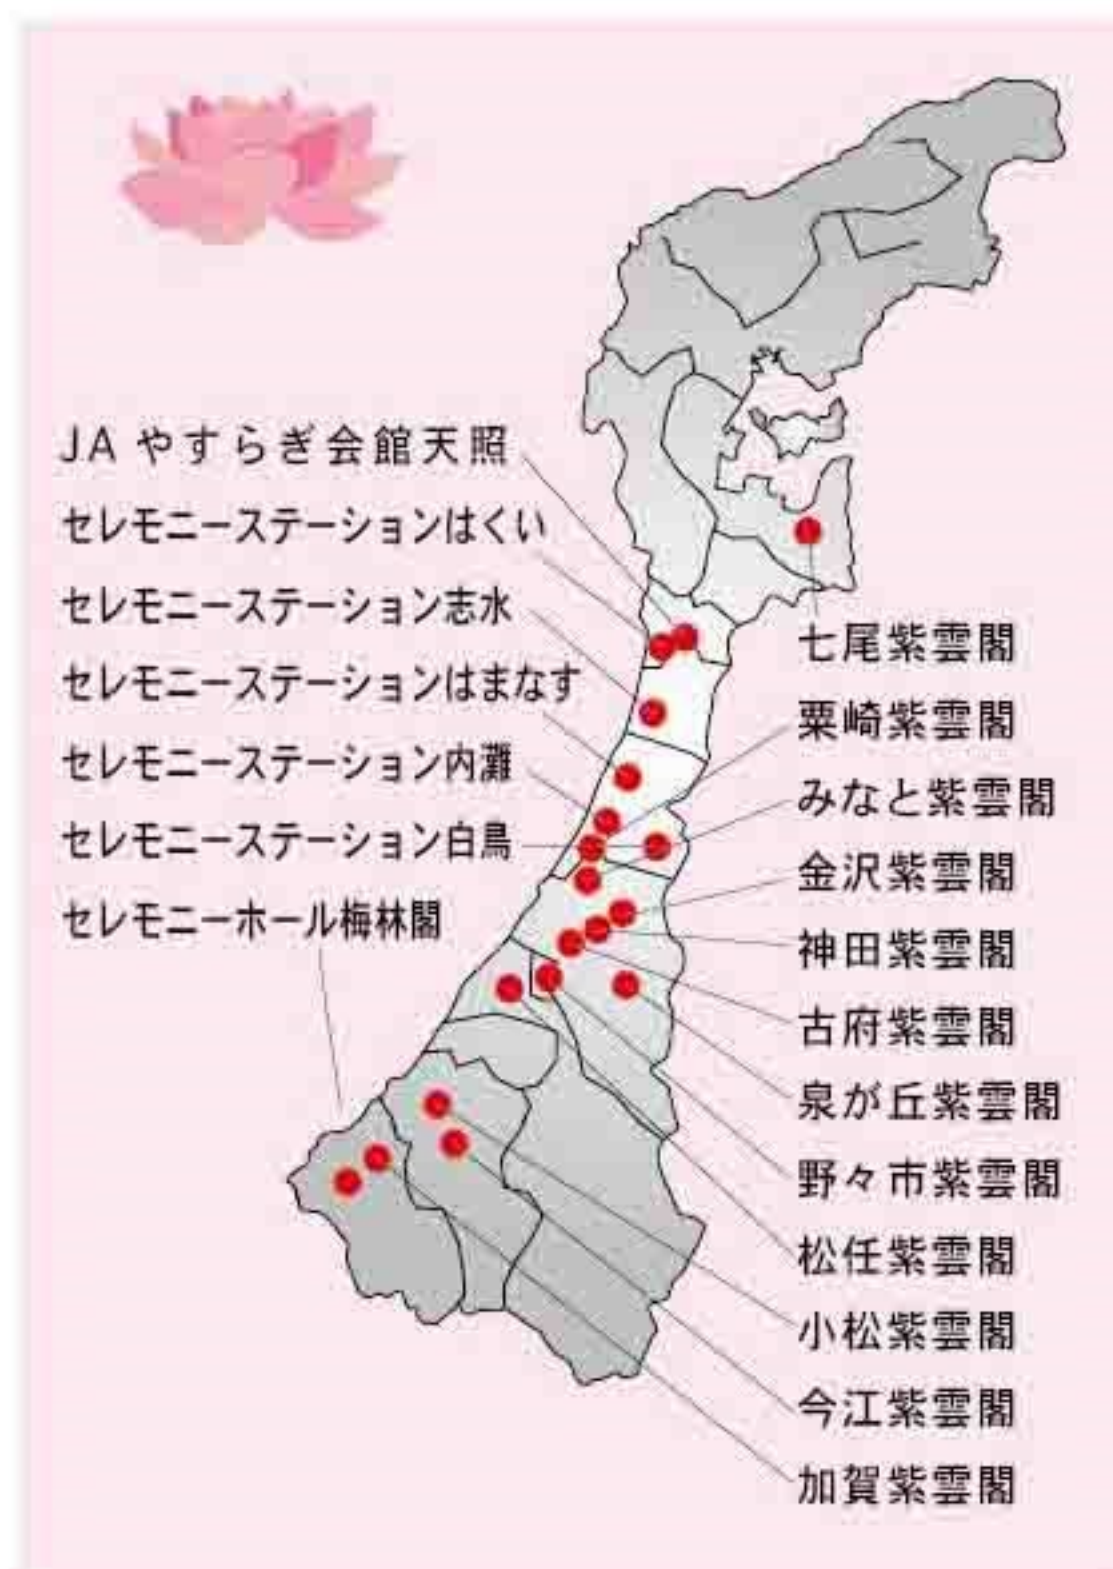 JAやすらぎ会館天照
セレモニーステーションはくい
セレモニーステーション志水
セレモニーステーションはまなす
セレモニーステーション内灘
セレモニーステーション白鳥
セレモニーホール梅林閣
七尾紫雲閣
粟崎紫雲閣
みなと紫雲閣
金沢紫雲閣
神田紫雲閣
古府紫雲閣
泉が丘紫雲閣
野々市紫雲閣
松任紫雲閣
小松紫雲閣
今江紫雲閣
加賀紫雲閣